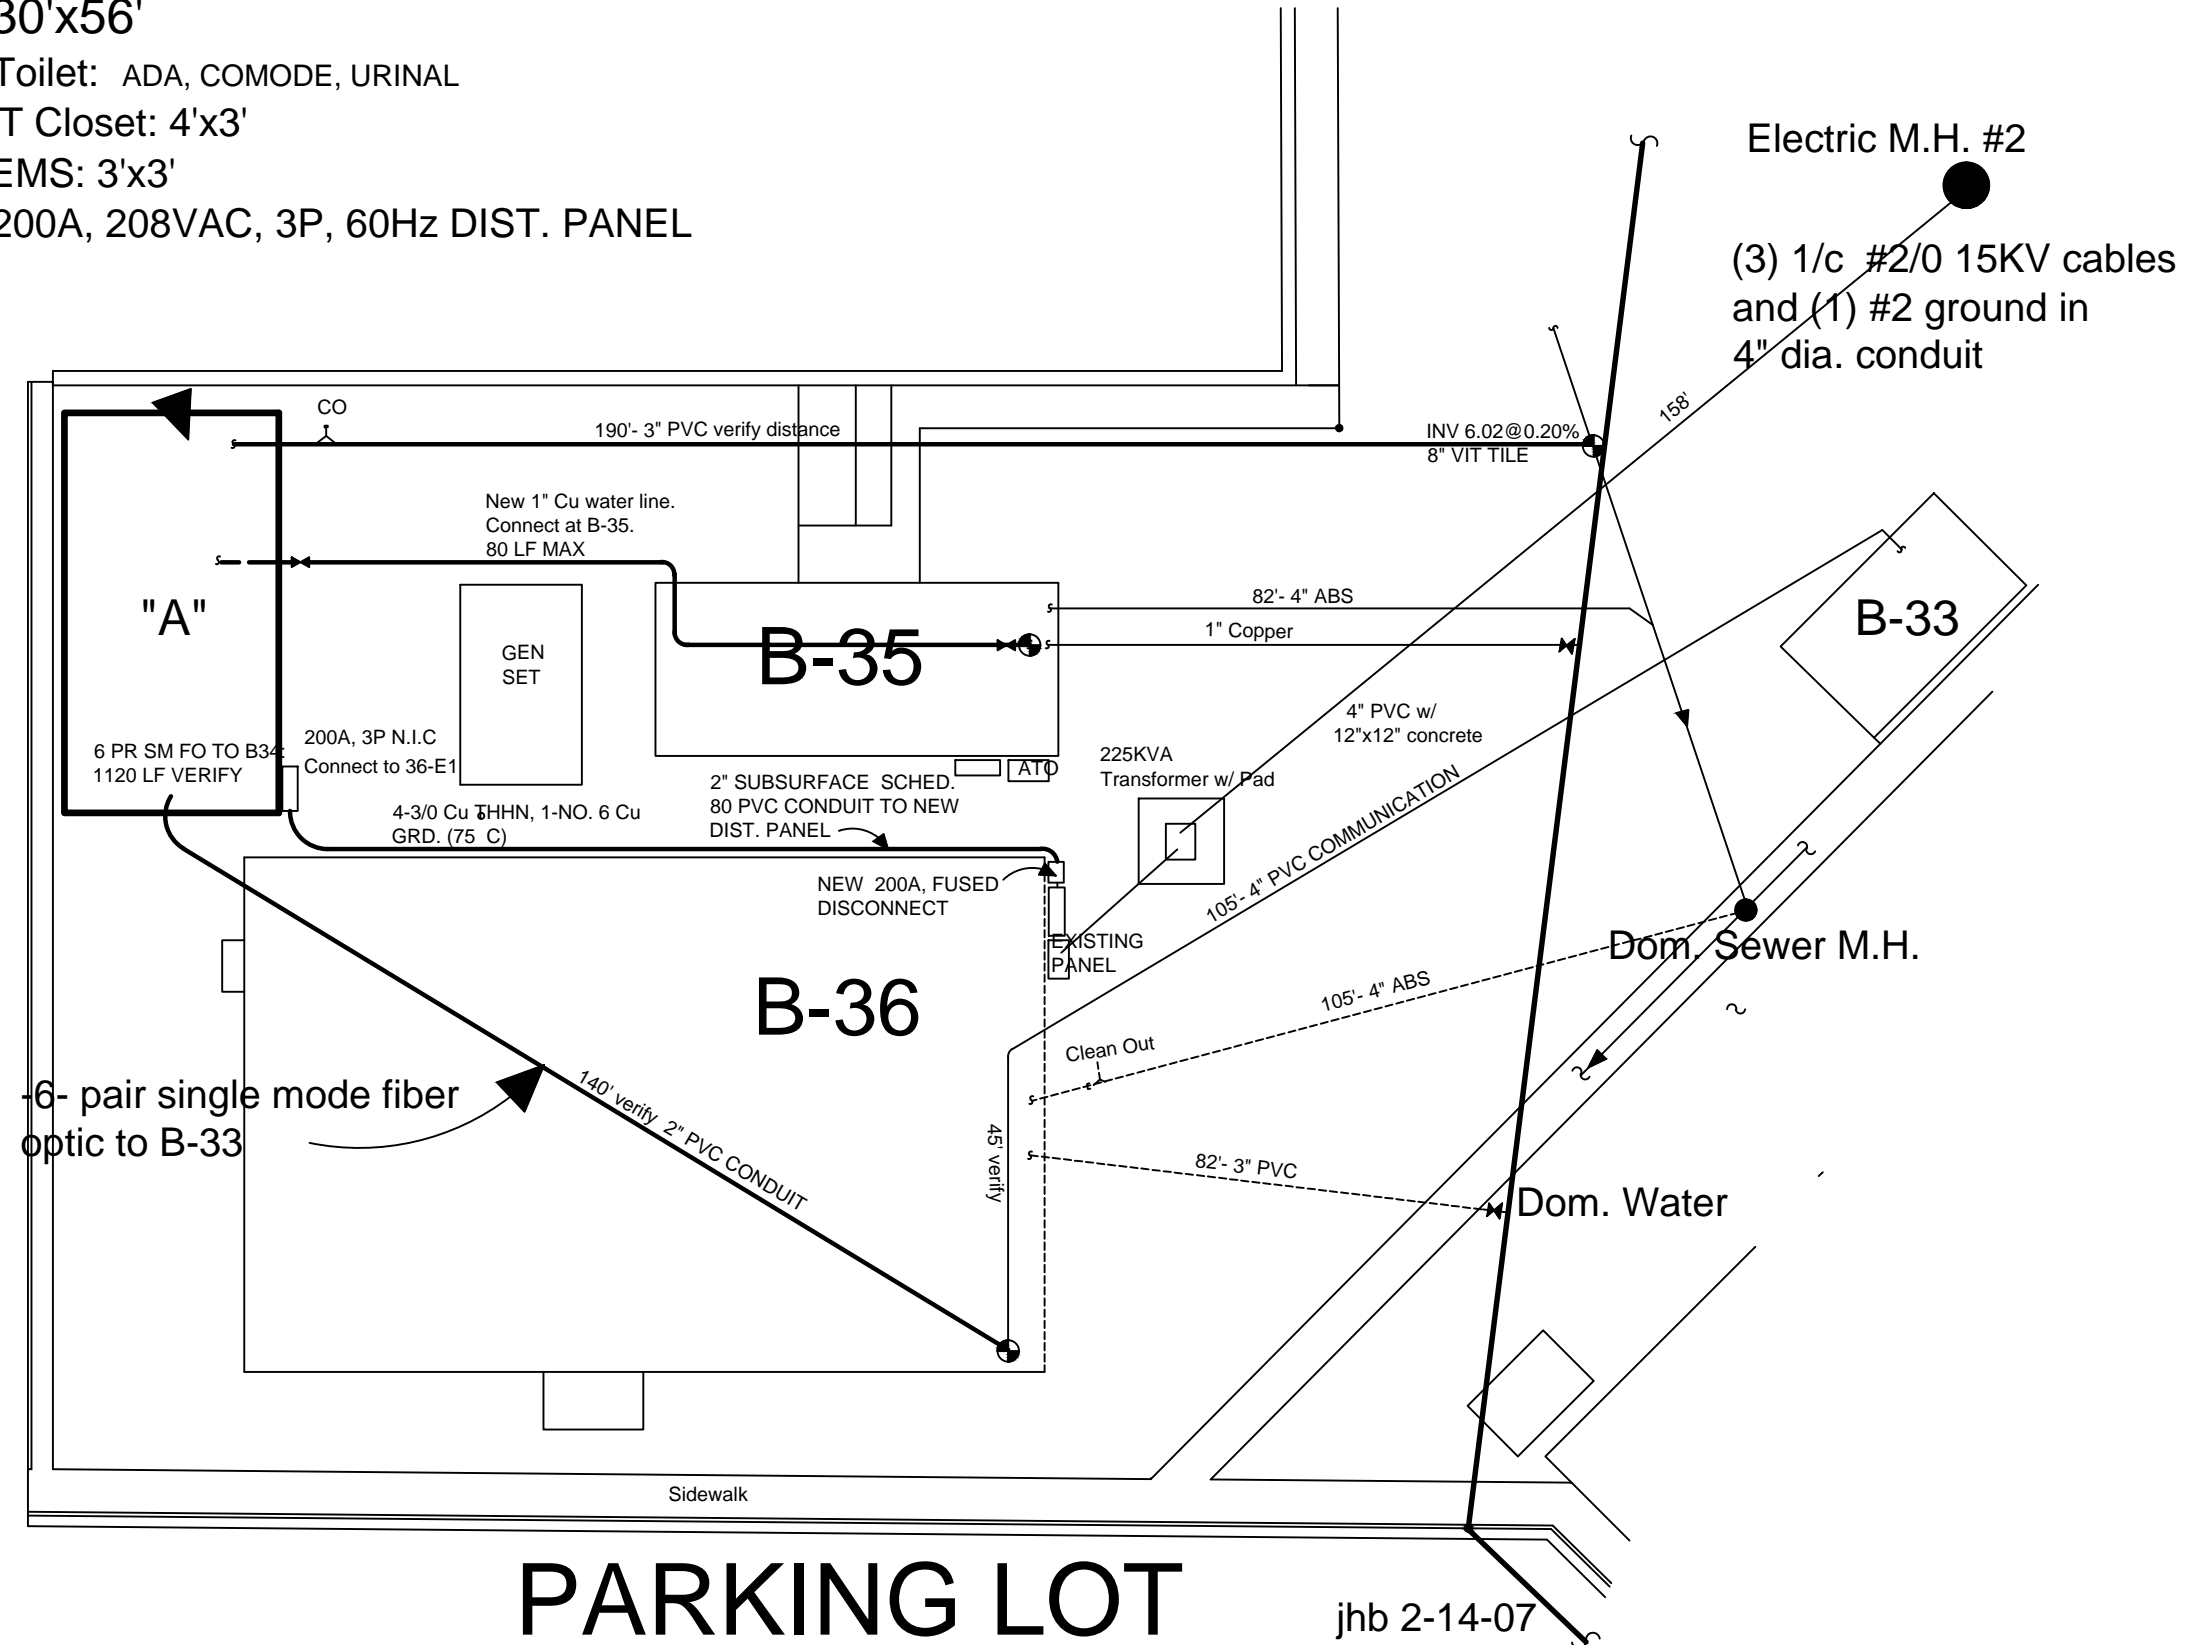 30'x56'
Toilet: ADA, COMODE, URINAL
T Closet: 4'x3'
EMS: 3'x3'
200A, 208VAC, 3P, 60Hz DIST. PANEL
Electric M.H. #2
(3) 1/c #2/0 15KV cables
and (1) #2 ground in
4" dia. conduit
158'
CO
190'- 3" PVC verify distance
INV 6.02@0.20%
8" VIT TILE
New 1" Cu water line.
Connect at B-35.
80 LF MAX
"A"
GEN
SET
B-35
82'- 4" ABS
1" Copper
B-33
4" PVC w/
12"x12" concrete
6 PR SM FO TO B34:
1120 LF VERIFY
200A, 3P N.I.C
Connect to 36-E1
ATO
225KVA
Transformer w/ Pad
2" SUBSURFACE SCHED.
80 PVC CONDUIT TO NEW
DIST. PANEL
4-3/0 Cu THHN, 1-NO. 6 Cu
GRD. (75 C)
o
NEW 200A, FUSED
DISCONNECT
105'- 4" PVC COMMUNICATION
EXISTING
PANEL
Dom. Sewer M.H.
B-36
105'- 4" ABS
Clean Out
-6- pair single mode fiber
optic to B-33
140' verify 2" PVC CONDUIT
45' verify
82'- 3" PVC
Dom. Water
Sidewalk
PARKING LOT
jhb 2-14-07